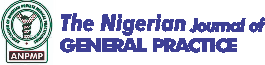 The Nigerian Journal of
GENERAL PRACTICE
ANPMP